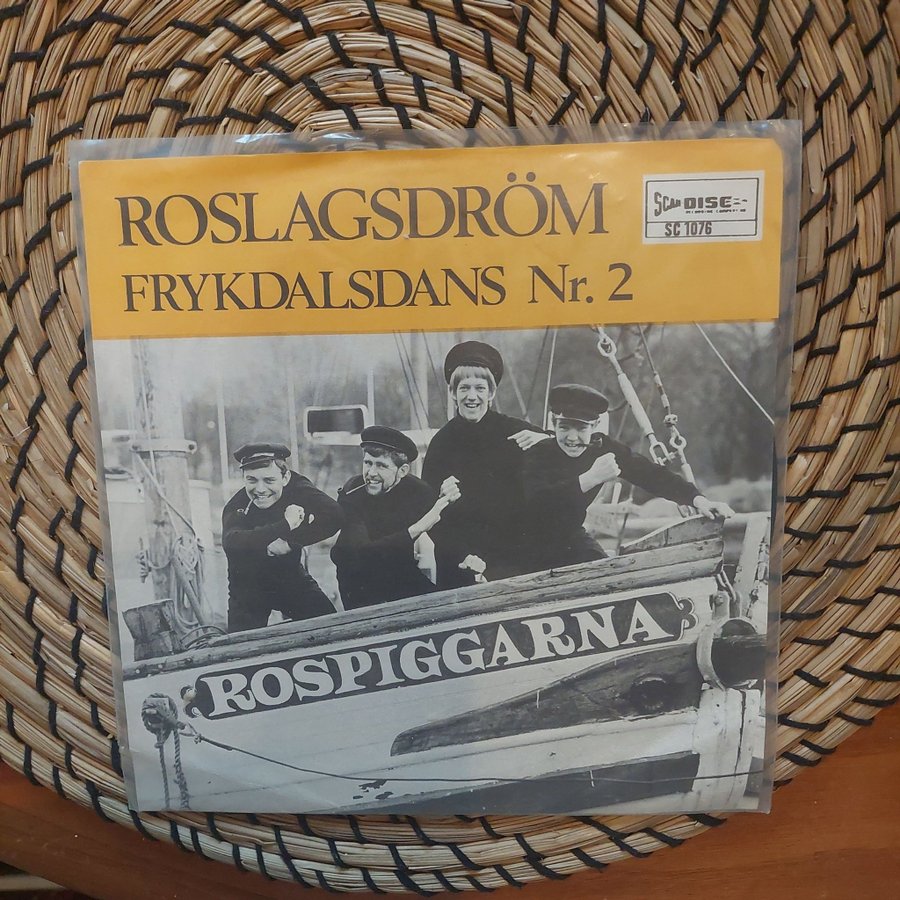 ROSLAGSDRÖM
FRYKDALSDANS Nr. 2
SCAN DISC
SC 1076
ROSPIGGARNA